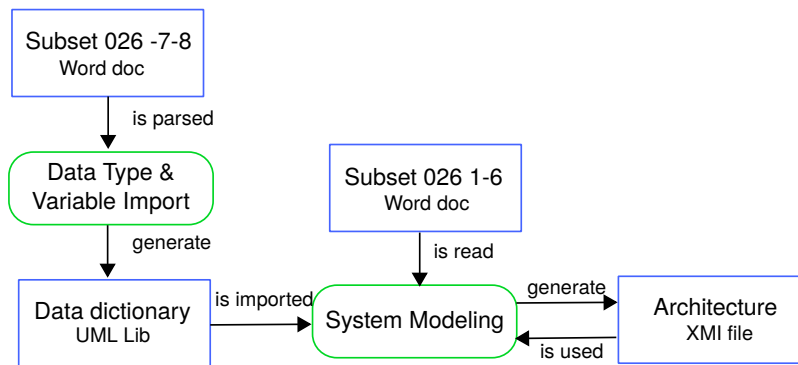 Subset 026 -7-8
Word doc
is parsed
Data Type &
Variable Import
generate
Data dictionary
UML Lib
is imported
Subset 026 1-6
Word doc
is read
System Modeling
generate
is used
Architecture
XMI file